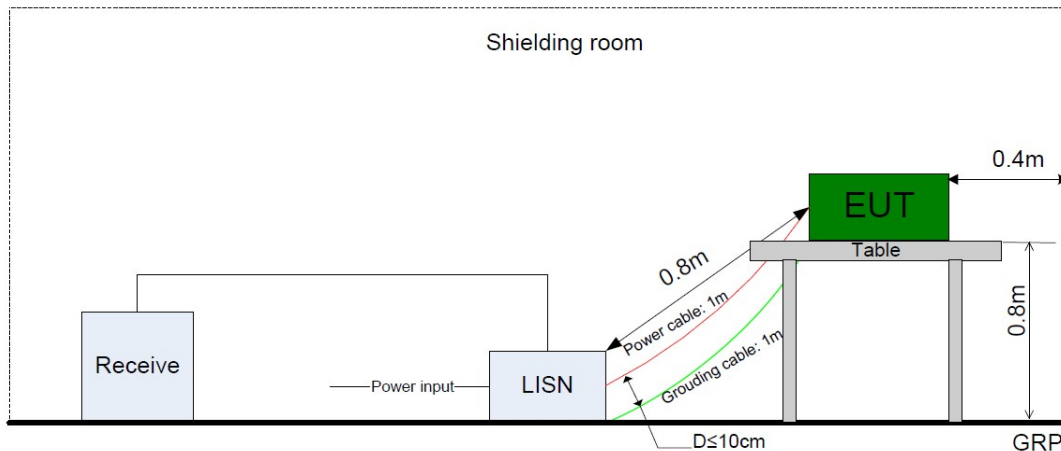 Shielding room
0.4m
EUT
Table
0.8m
Power cable: 1m
0.8m
Grouding cable: 1m
Receive
Power input
LISN
D≤10cm
GRP